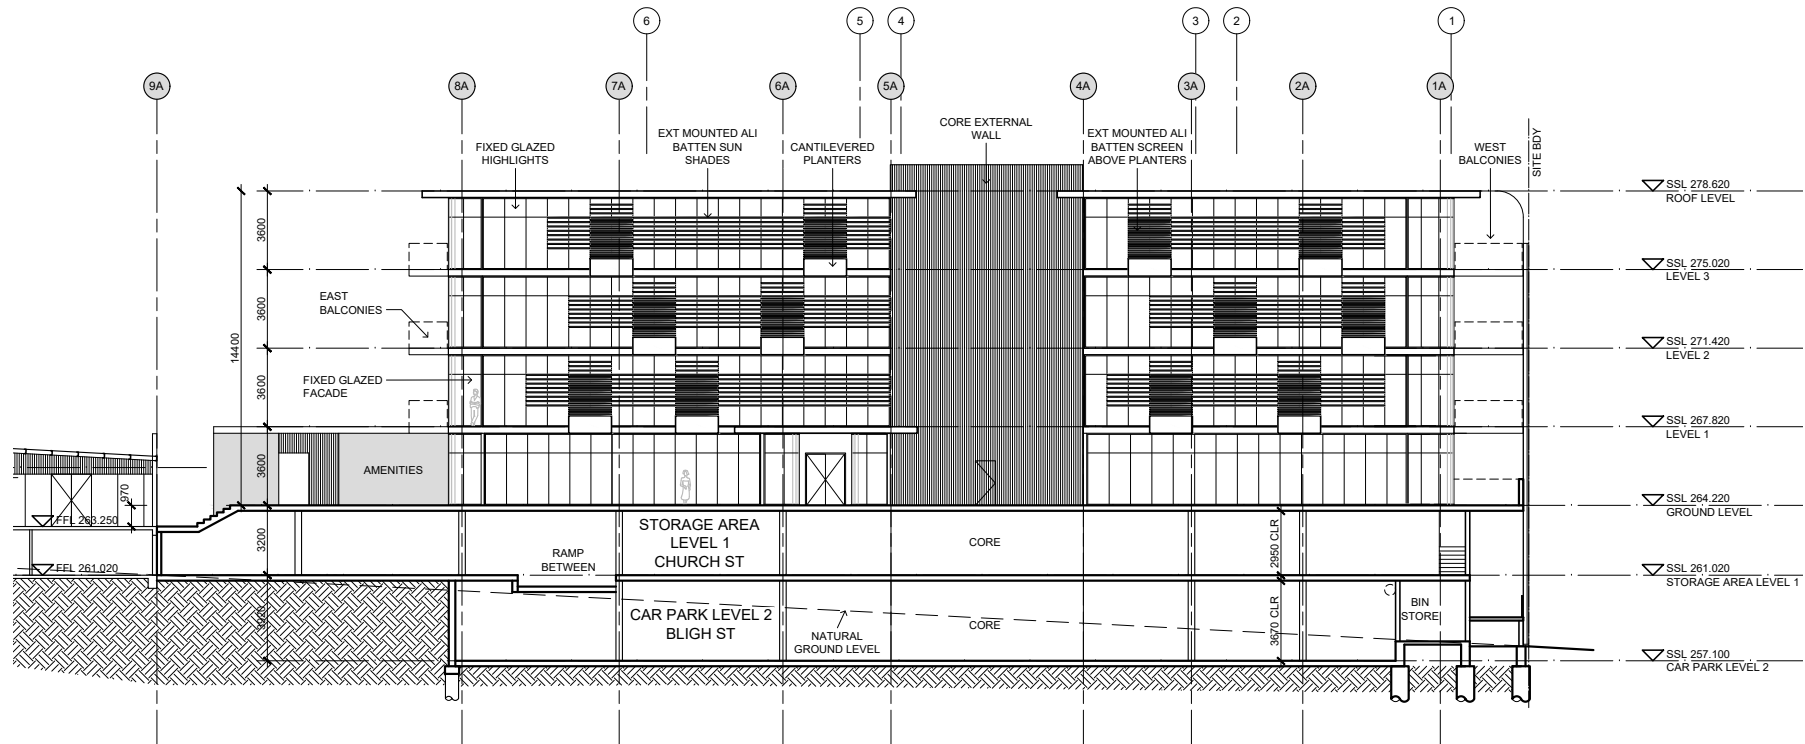 6
5
4
3
2
1
9A
8A
7A
6A
5A
4A
3A
2A
1A
FIXED GLAZED
HIGHLIGHTS
EXT MOUNTED ALI
BATTEN SUN
SHADES
CANTILEVERED
PLANTERS
CORE EXTERNAL
WALL
EXT MOUNTED ALI
BATTEN SCREEN
ABOVE PLANTERS
WEST
BALCONIES
SITE BDY
SSL 278.620
ROOF LEVEL
3600
SSL 275.020
LEVEL 3
EAST
BALCONIES
3600
14400
SSL 271.420
LEVEL 2
FIXED GLAZED
FACADE
3600
SSL 267.820
LEVEL 1
AMENITIES
3600
970
SSL 264.220
GROUND LEVEL
FFL 263.250
STORAGE AREA
LEVEL 1
CHURCH ST
RAMP
BETWEEN
CORE
3200
2950 CLR
FFL 261.020
SSL 261.020
STORAGE AREA LEVEL 1
CAR PARK LEVEL 2
BLIGH ST
NATURAL
GROUND LEVEL
CORE
3920
3670 CLR
BIN
STORE
SSL 257.100
CAR PARK LEVEL 2